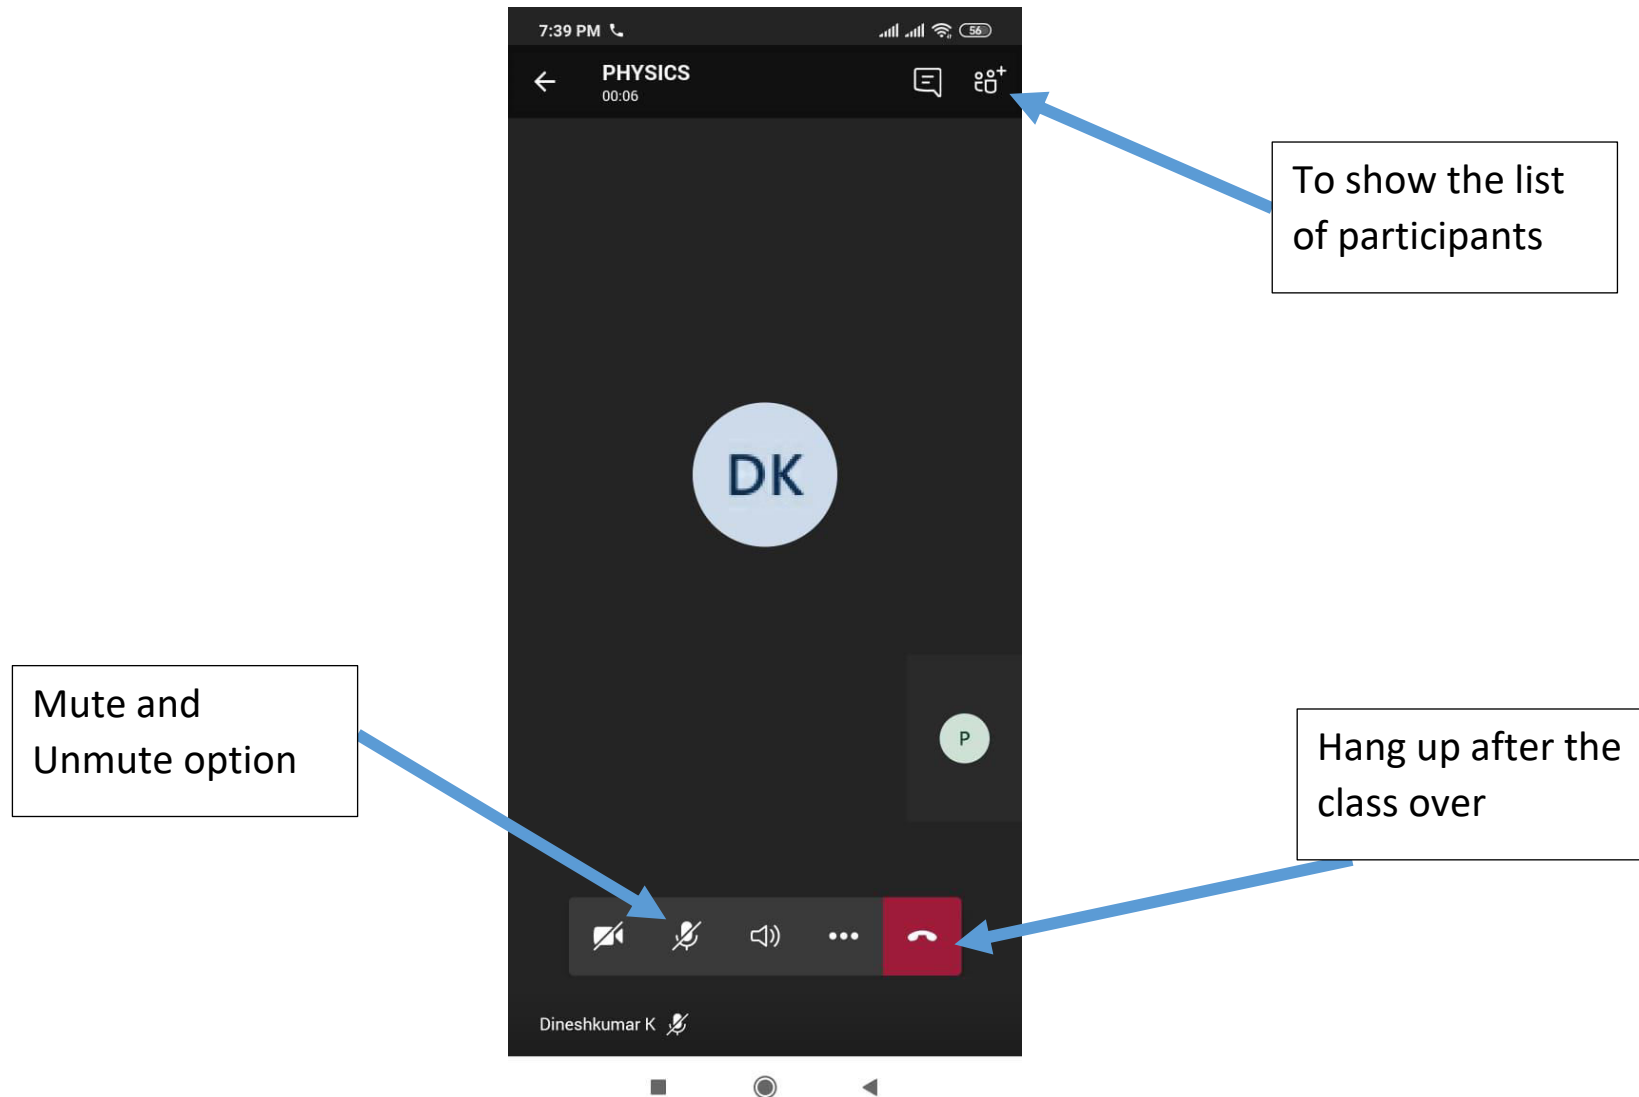 7:39 PM
56
PHYSICS
00:06
To show the list
of participants
DK
Mute and
Unmute option
P
Hang up after the
class over
Dineshkumar K